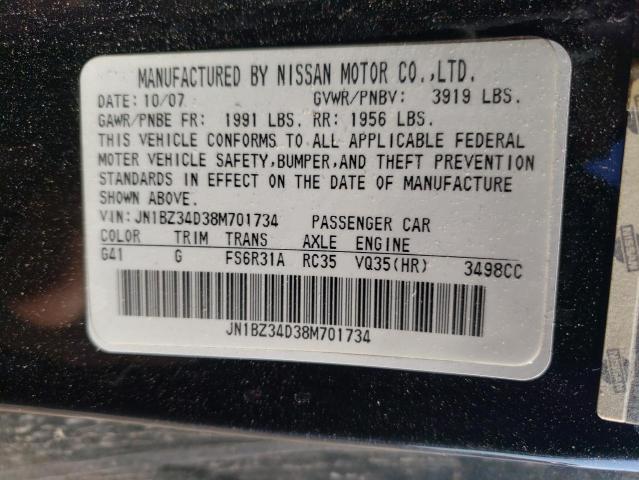 MANUFACTURED BY NISSAN MOTOR CO.,LTD.
DATE: 10/07 GVWR/PNBV: 3919 LBS.
GAWR/PNBE FR: 1991 LBS. RR: 1956 LBS.
THIS VEHICLE CONFORMS TO ALL APPLICABLE FEDERAL
MOTER VEHICLE SAFETY,BUMPER,AND THEFT PREVENTION
STANDARDS IN EFFECT ON THE DATE OF MANUFACTURE
SHOWN ABOVE.
VIN:JN1BZ34D38M701734 PASSENGER CAR
COLOR TRIM TRANS AXLE ENGINE
G41 G FS6R31A RC35 VQ35(HR) 3498CC
JN1BZ34D38M701734